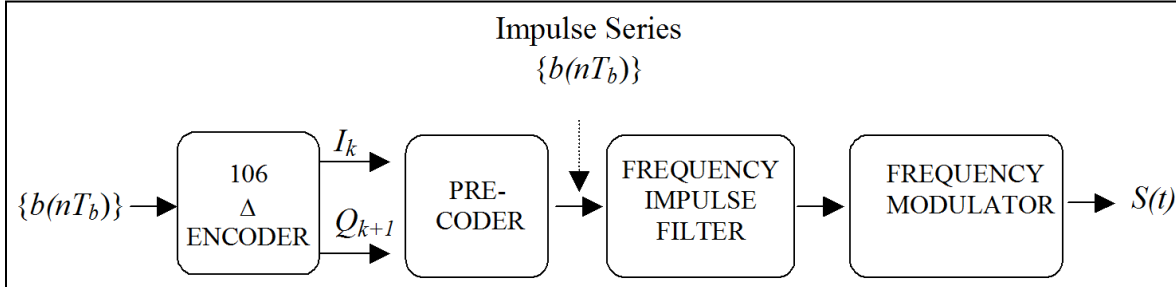 Impulse Series
{b(nT_b)}
{b(nT_b)}
106
Δ
ENCODER
I_k
Q_{k+1}
PRE-
CODER
FREQUENCY
IMPULSE
FILTER
FREQUENCY
MODULATOR
S(t)